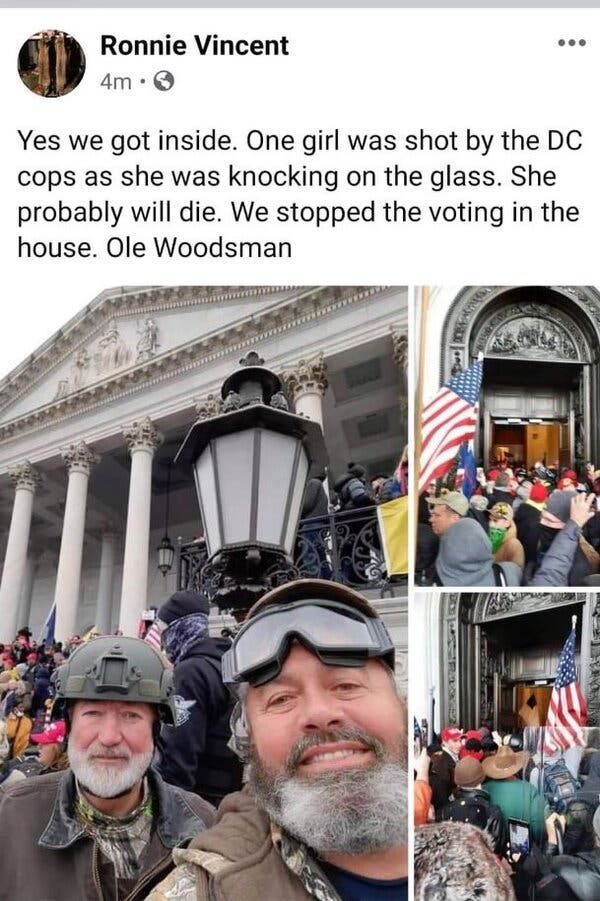 Ronnie Vincent
4m
Yes we got inside. One girl was shot by the DC
cops as she was knocking on the glass. She
probably will die. We stopped the voting in the
house. Ole Woodsman